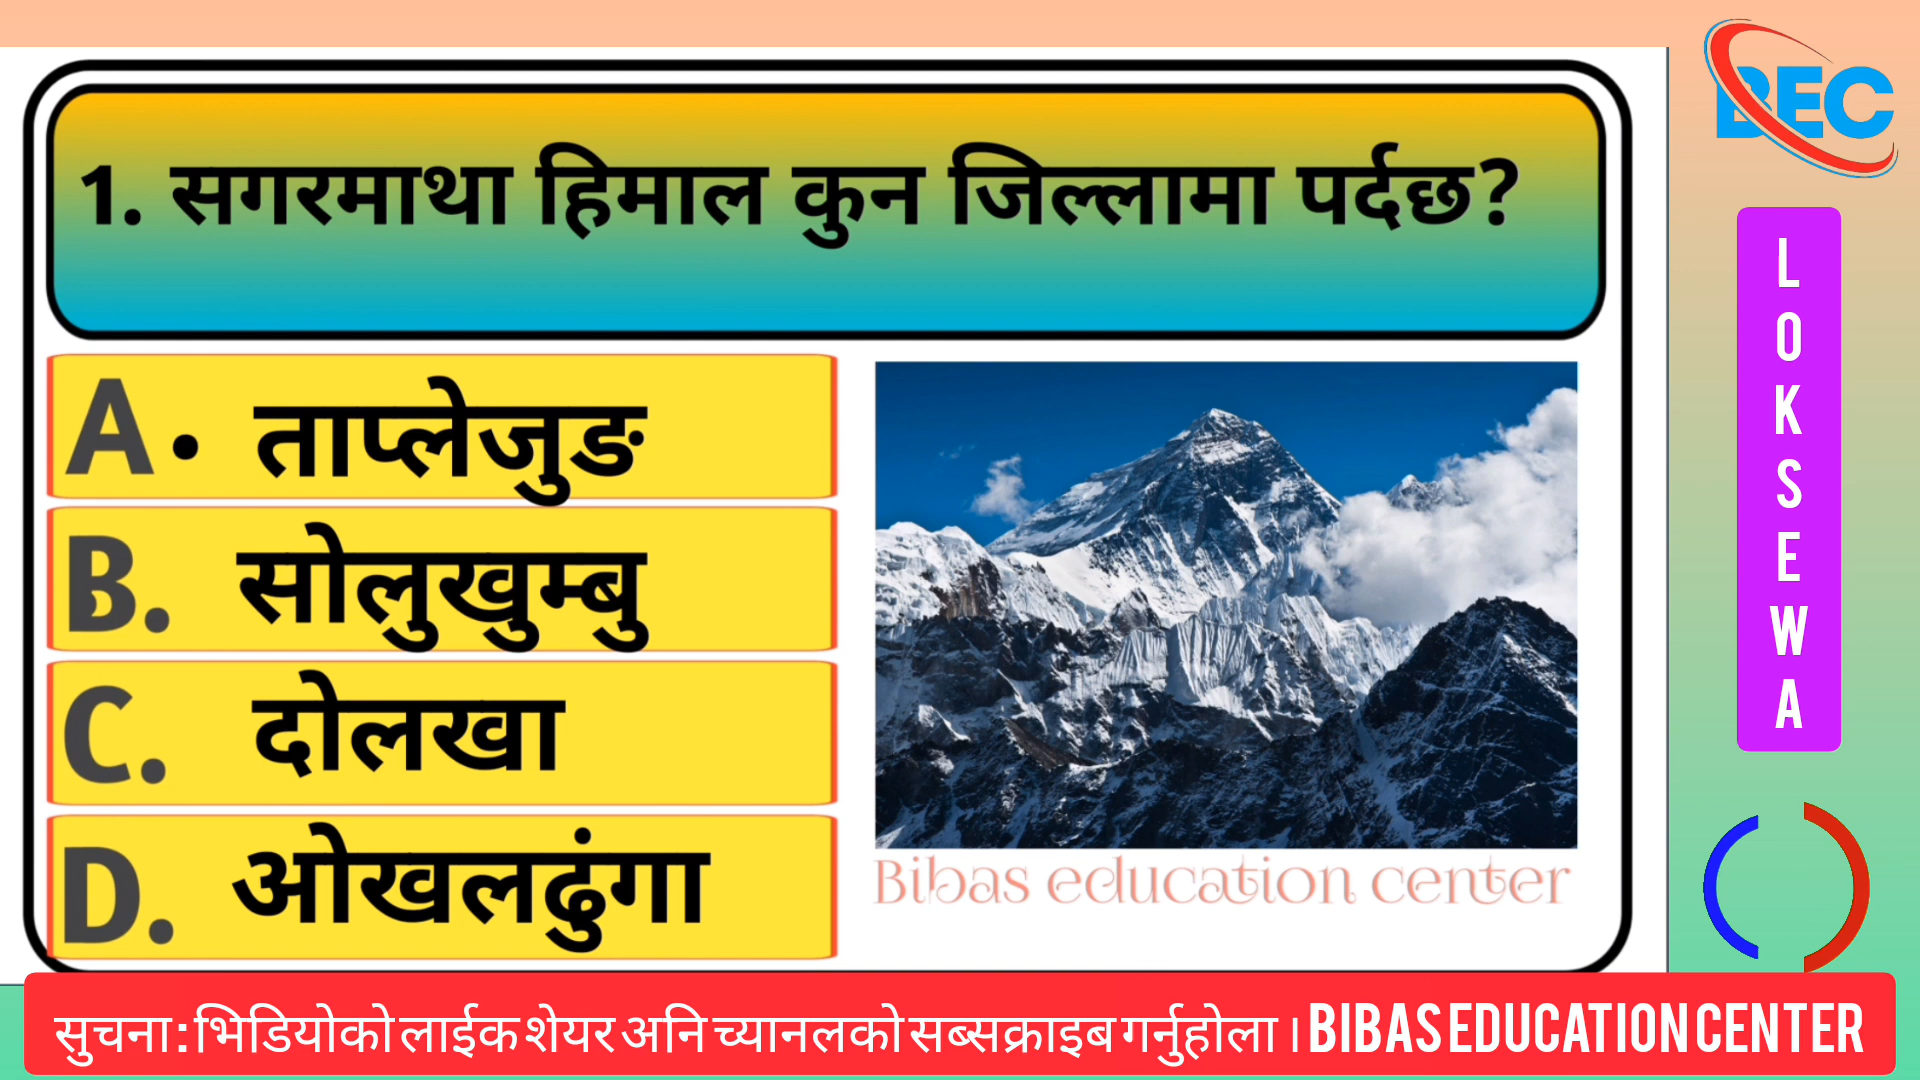 BEC
1. सगरमाथा हिमाल कुन जिल्लामा पर्दछ?
A. ताप्लेजुङ
B. सोलुखुम्बु
C. दोलखा
D. ओखलढुंगा
Bibas education center
L
O
K
S
E
W
A
सुचना : भिडियोको लाईक शेयर अनि च्यानलको सब्सक्राइब गर्नुहोला । BIBAS EDUCATION CENTER